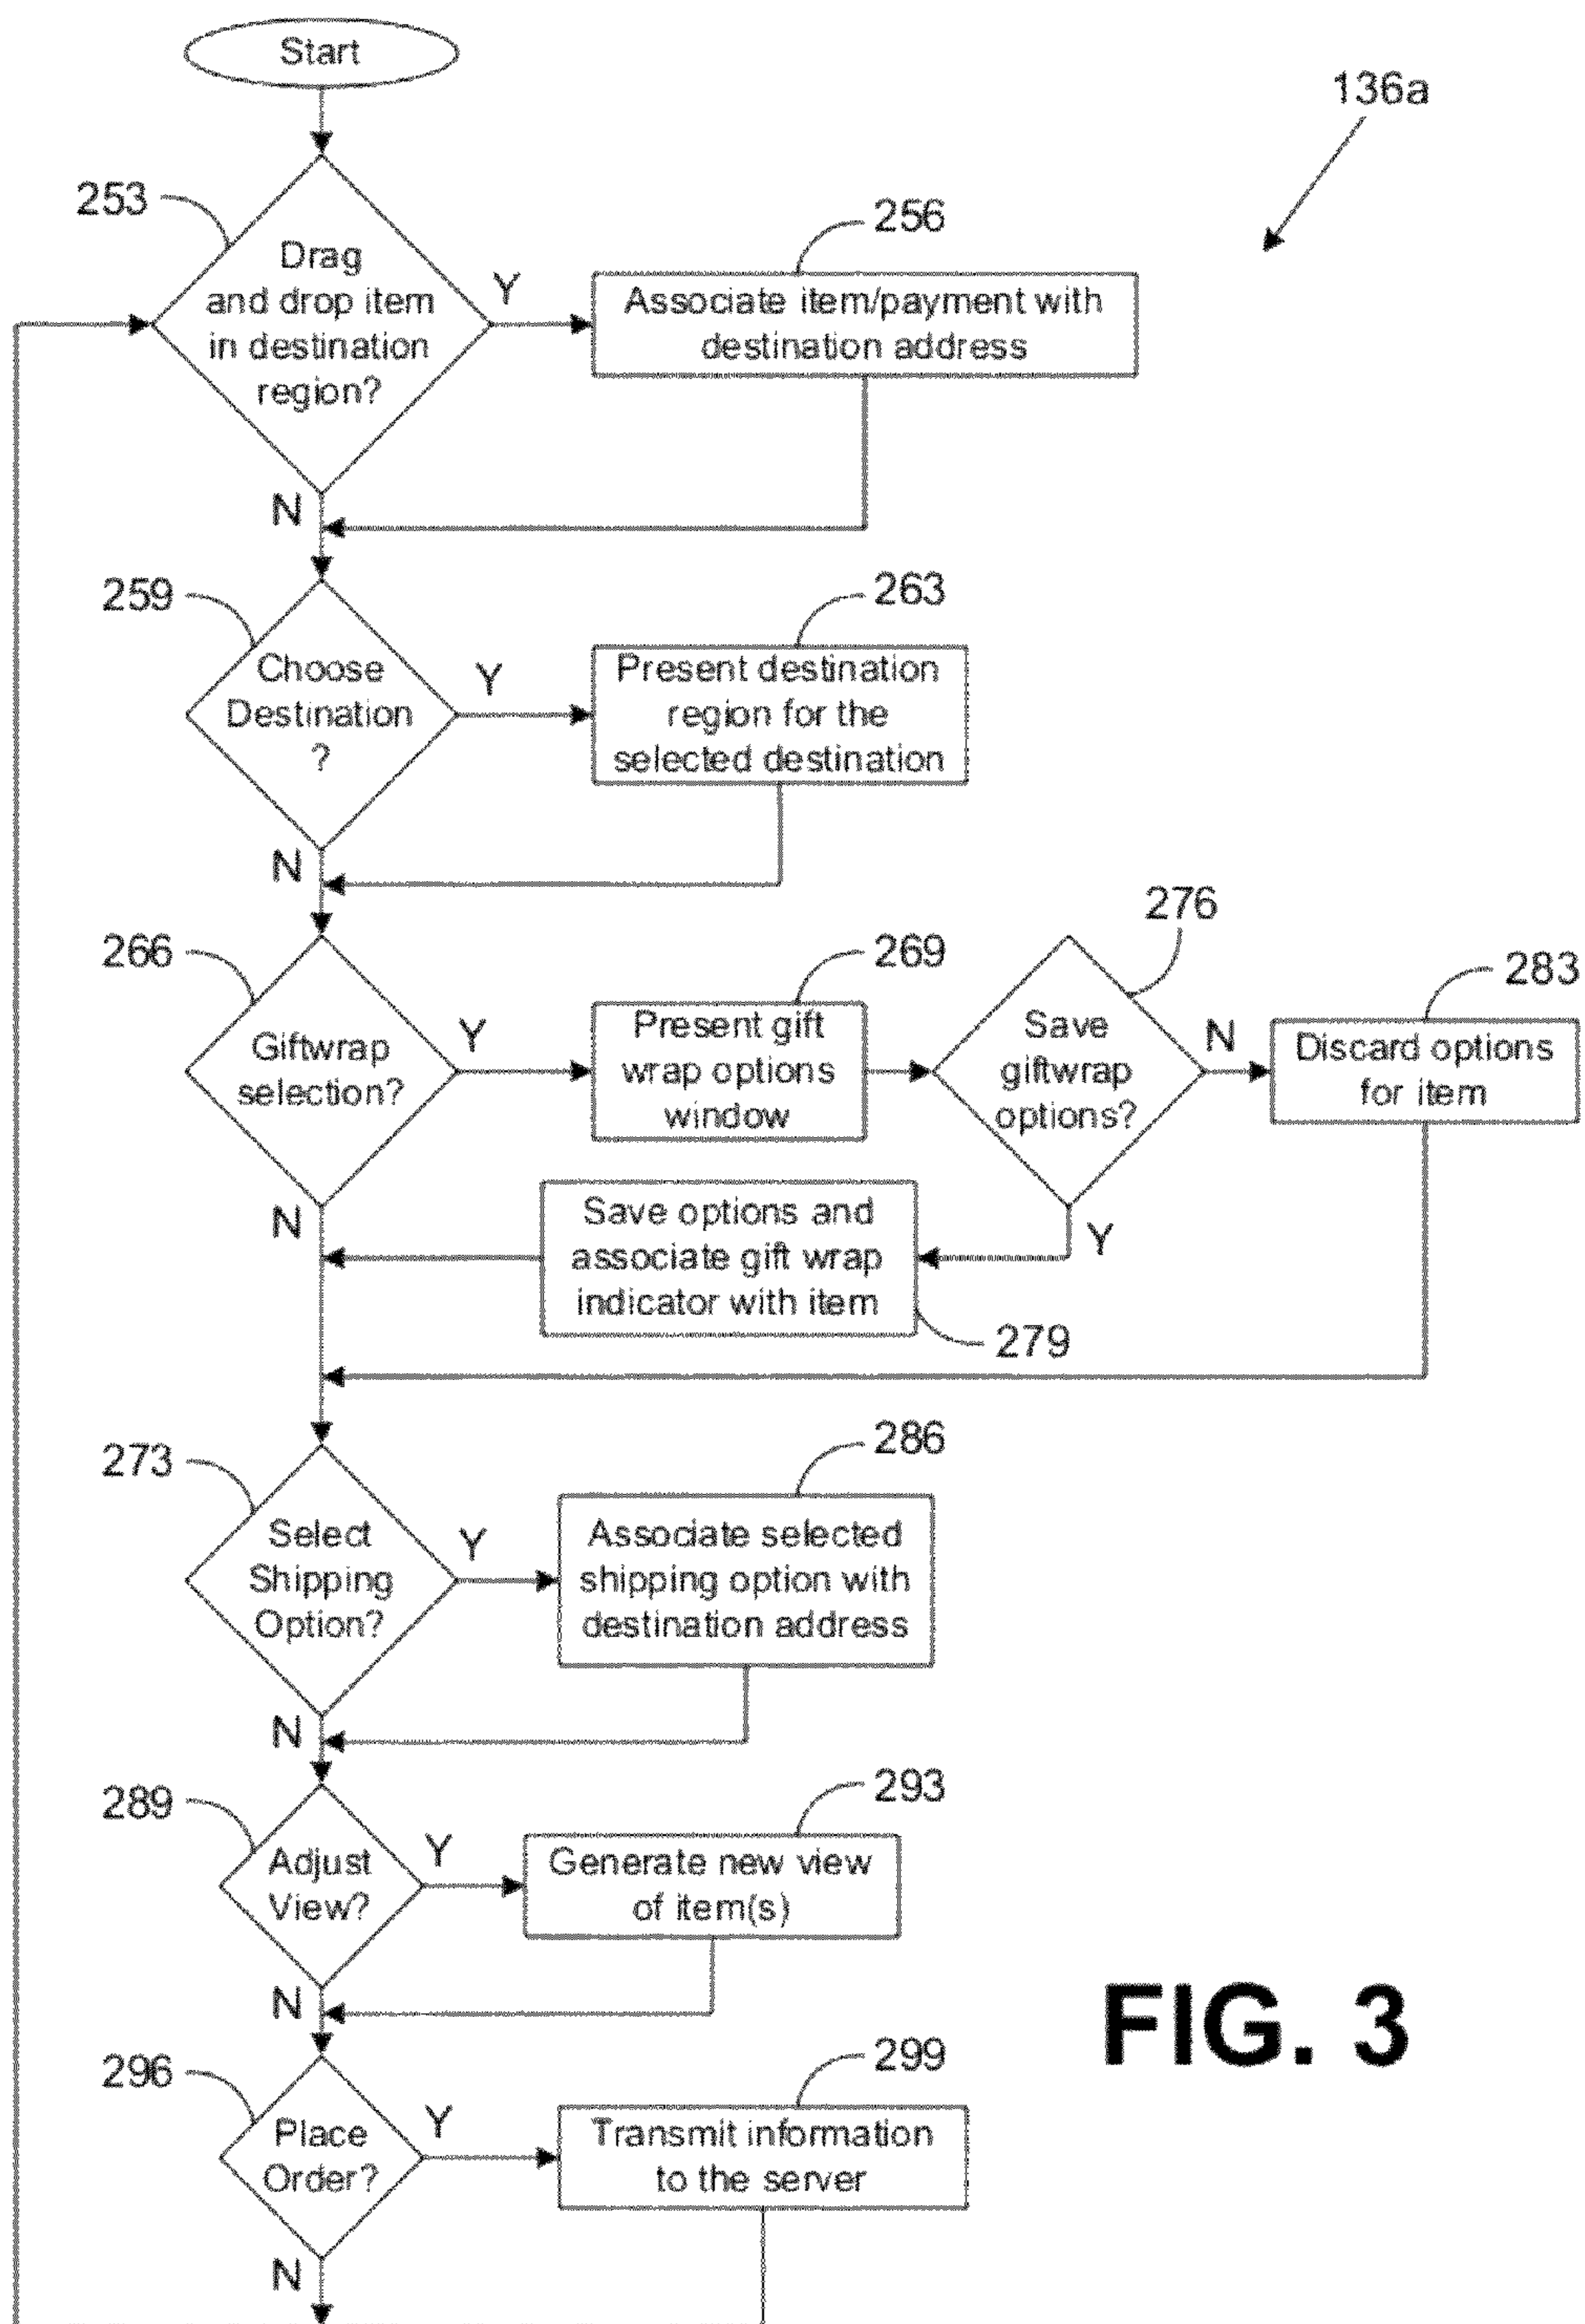 Start
136a
253
Drag
and drop item
in destination
region?
Y
256
Associate item/payment with
destination address
N
259
Choose
Destination
?
Y
263
Present destination
region for the
selected destination
N
266
Giftwrap
selection?
Y
269
Present gift
wrap options
window
276
Save
giftwrap
options?
N
283
Discard options
for item
Y
Save options and
associate gift wrap
indicator with item
279
N
273
Select
Shipping
Option?
Y
286
Associate selected
shipping option with
destination address
N
289
Adjust
View?
Y
293
Generate new view
of item(s)
N
296
Place
Order?
Y
299
Transmit information
to the server
N
FIG. 3